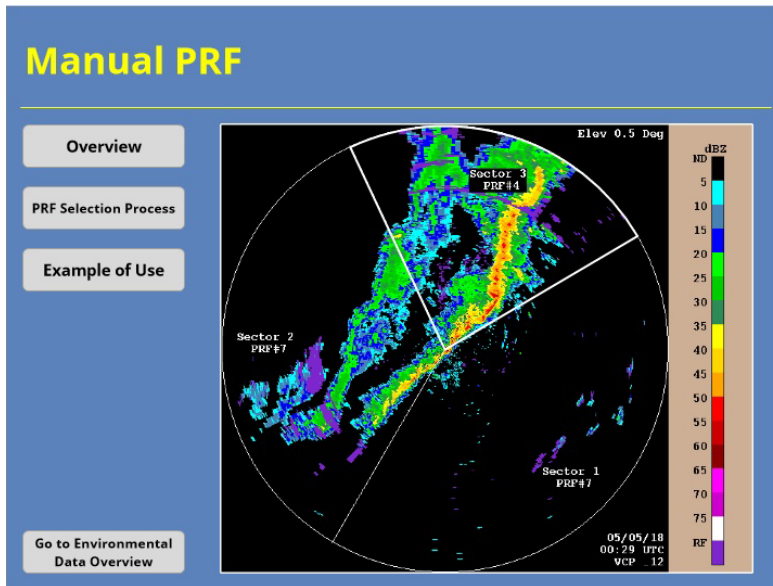 Manual PRF
Overview
PRF Selection Process
Example of Use
Go to Environmental
Data Overview
Elev 0.5 Deg
Sector 3
PRF#4
Sector 2
PRF#7
Sector 1
PRF#7
05/05/18
00:29 UTC
VCP 12
dBZ
ND
5
10
15
20
25
30
35
40
45
50
55
60
65
70
75
RF